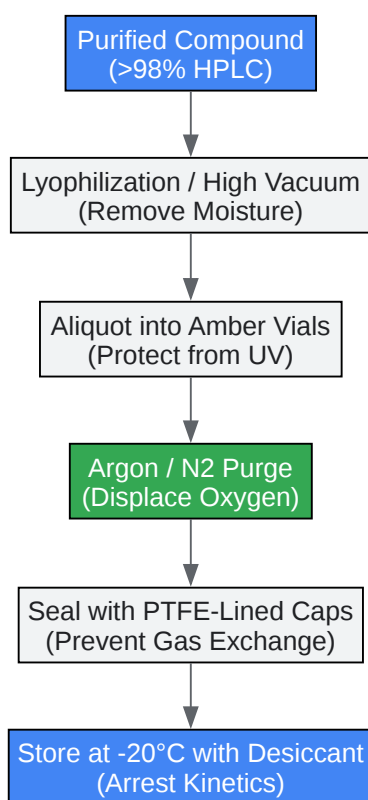 Purified Compound
(>98% HPLC)
Lyophilization / High Vacuum
(Remove Moisture)
Aliquot into Amber Vials
(Protect from UV)
Argon / N2 Purge
(Displace Oxygen)
Seal with PTFE-Lined Caps
(Prevent Gas Exchange)
Store at -20°C with Desiccant
(Arrest Kinetics)